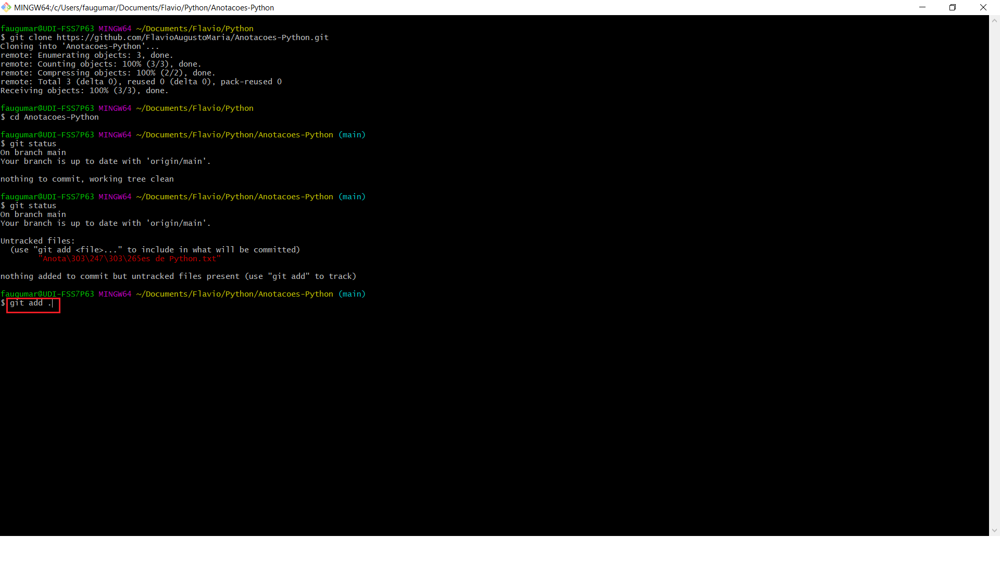 MINGW64:/c/Users/faugumar/Documents/Flavio/Python/Anotacoes-Python
faugumar@UDI-FSS7P63 MINGW64 ~/Documents/Flavio/Python
$ git clone https://github.com/FlavioAugustoMaria/Anotacoes-Python.git
Cloning into 'Anotacoes-Python'...
remote: Enumerating objects: 3, done.
remote: Counting objects: 100% (3/3), done.
remote: Compressing objects: 100% (2/2), done.
remote: Total 3 (delta 0), reused 0 (delta 0), pack-reused 0
Receiving objects: 100% (3/3), done.
faugumar@UDI-FSS7P63 MINGW64 ~/Documents/Flavio/Python
$ cd Anotacoes-Python
faugumar@UDI-FSS7P63 MINGW64 ~/Documents/Flavio/Python/Anotacoes-Python (main)
$ git status
On branch main
Your branch is up to date with 'origin/main'.
nothing to commit, working tree clean
faugumar@UDI-FSS7P63 MINGW64 ~/Documents/Flavio/Python/Anotacoes-Python (main)
$ git status
On branch main
Your branch is up to date with 'origin/main'.
Untracked files:
  (use "git add <file>..." to include in what will be committed)
        "Anota\303\247\303\265es de Python.txt"
nothing added to commit but untracked files present (use "git add" to track)
faugumar@UDI-FSS7P63 MINGW64 ~/Documents/Flavio/Python/Anotacoes-Python (main)
$ git add .